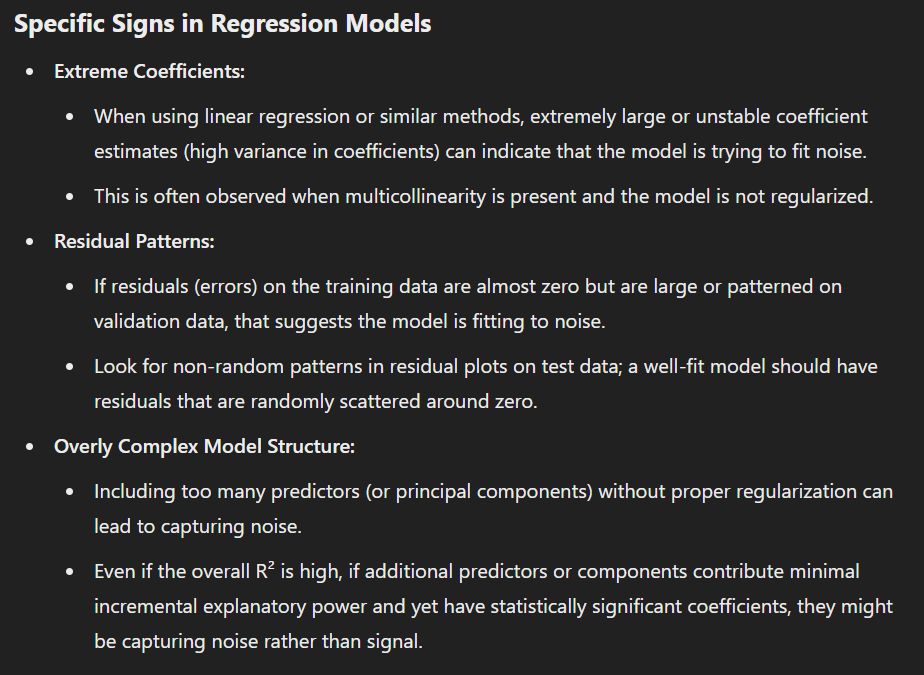 Specific Signs in Regression Models
• Extreme Coefficients:
• When using linear regression or similar methods, extremely large or unstable coefficient
estimates (high variance in coefficients) can indicate that the model is trying to fit noise.
• This is often observed when multicollinearity is present and the model is not regularized.
• Residual Patterns:
• If residuals (errors) on the training data are almost zero but are large or patterned on
validation data, that suggests the model is fitting to noise.
• Look for non-random patterns in residual plots on test data; a well-fit model should have
residuals that are randomly scattered around zero.
• Overly Complex Model Structure:
• Including too many predictors (or principal components) without proper regularization can
lead to capturing noise.
• Even if the overall R² is high, if additional predictors or components contribute minimal
incremental explanatory power and yet have statistically significant coefficients, they might
be capturing noise rather than signal.